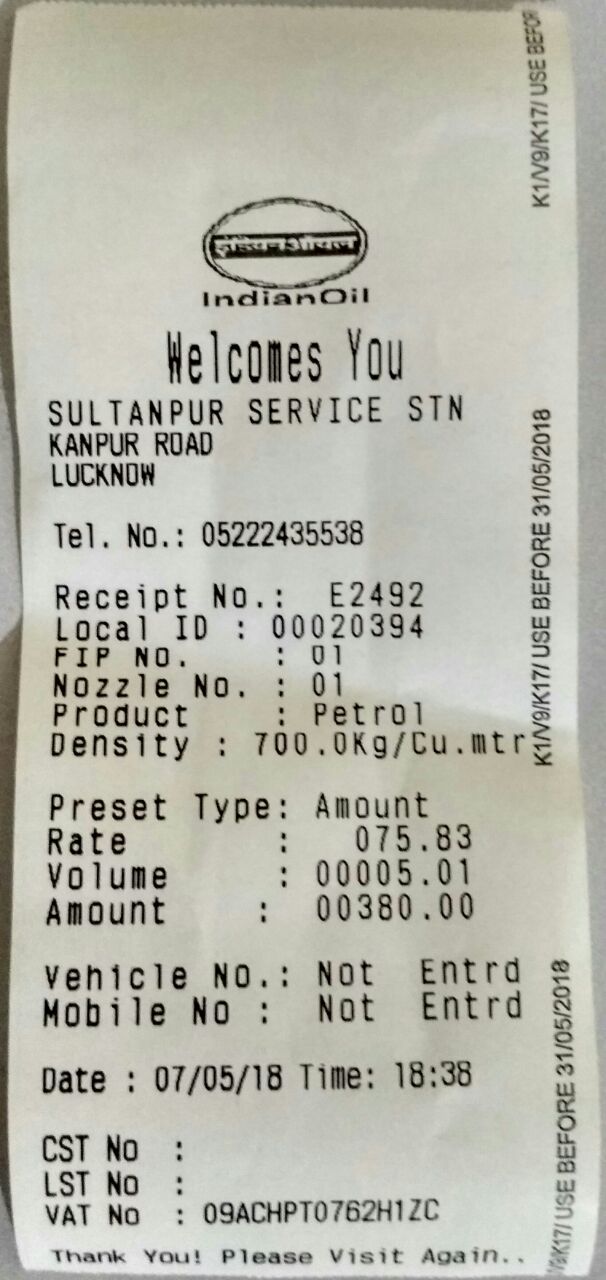 इंडियनऑयल
IndianOil
Welcomes You
SULTANPUR SERVICE STN
KANPUR ROAD
LUCKNOW
Tel. No.: 05222435538
Receipt No.: E2492
Local ID : 00020394
FIP NO. : 01
Nozzle No. : 01
Product : Petrol
Density : 700.0Kg/Cu.mtr
Preset Type: Amount
Rate : 075.83
Volume : 00005.01
Amount : 00380.00
Vehicle No.: Not Entrd
Mobile No : Not Entrd
Date : 07/05/18 Time: 18:38
CST No :
LST No :
VAT No : 09ACHPT0762H1ZC
Thank You! Please Visit Again..
K1/V9/K17/ USE BEFOR
K1/V9/K17/ USE BEFORE 31/05/2018
/9/K17/ USE BEFORE 31/05/2018